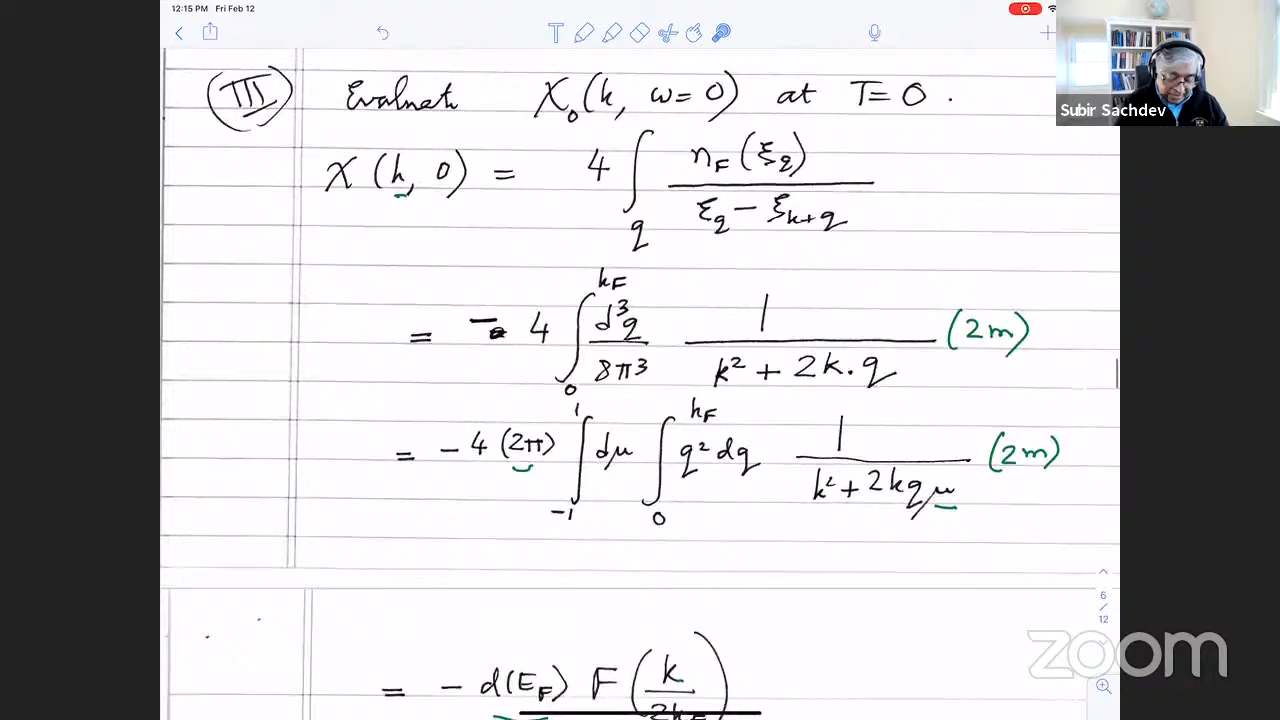 12:15 PM Fri Feb 12
Subir Sachdev
(III) Evaluate χ₀(k, ω=0) at T=0.
χ(k, 0) = 4 ∫_q n_F(ξ_q) / (ξ_q − ξ_{k+q})
= − 4 ∫_0^{k_F} d³q/8π³ 1/(k² + 2k.q) (2m)
= − 4 (2π) ∫_{-1}^{1} dμ ∫_0^{k_F} q² dq 1/(k² + 2kqμ) (2m)
6 / 12
zoom
= − d(E_F) F(k/2k_F)